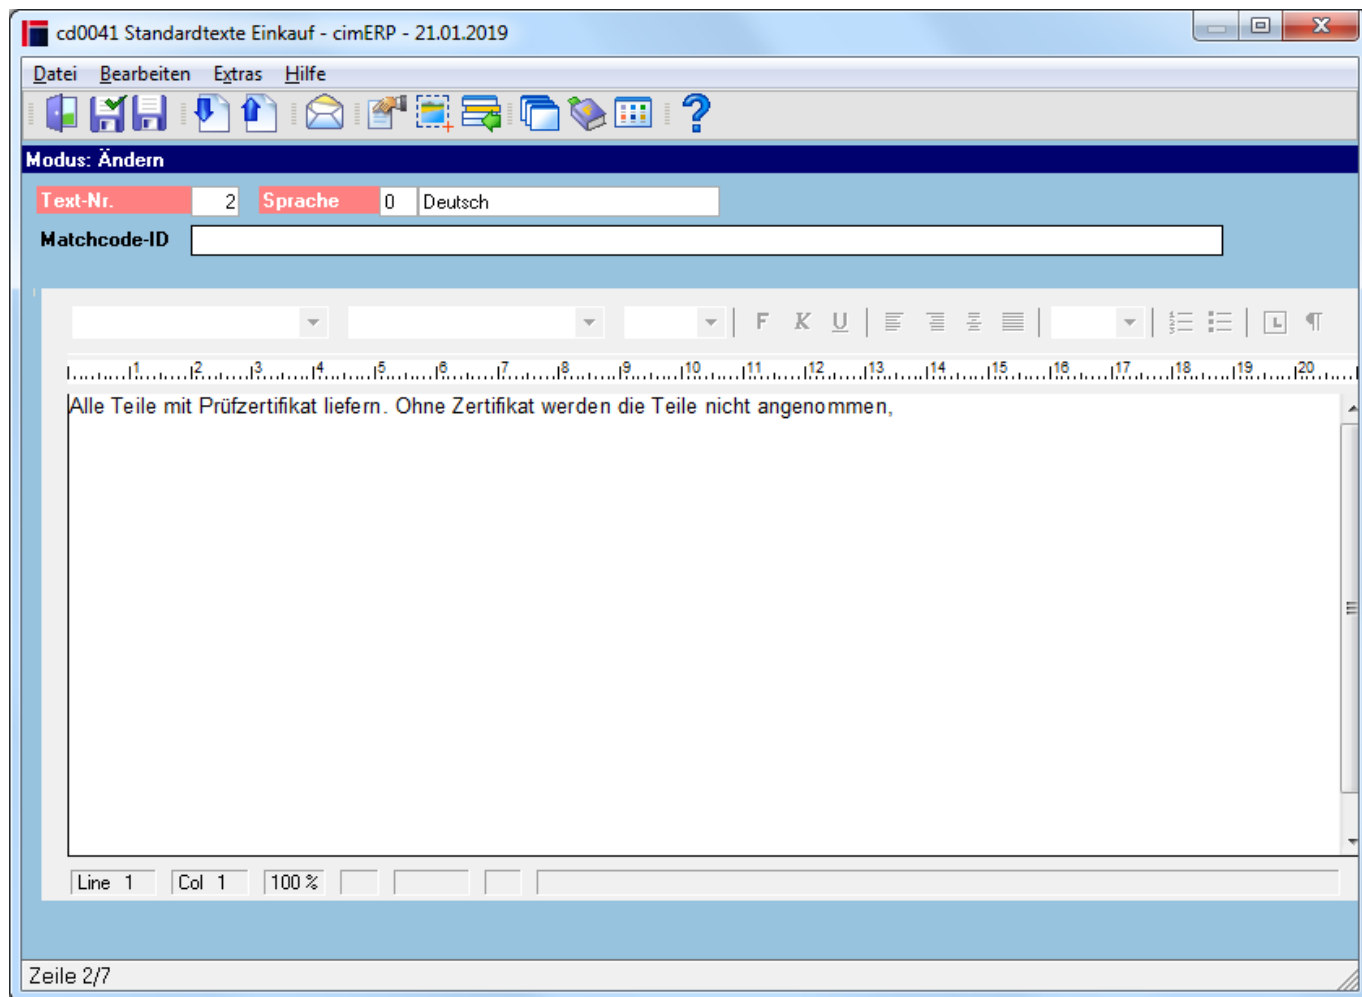 cd0041 Standardtexte Einkauf - cimERP - 21.01.2019
Datei Bearbeiten Extras Hilfe
Modus: Ändern
Text-Nr. 2 Sprache 0 Deutsch
Matchcode-ID
F K U L ¶
1 2 3 4 5 6 7 8 9 10 11 12 13 14 15 16 17 18 19 20
Alle Teile mit Prüfzertifikat liefern. Ohne Zertifikat werden die Teile nicht angenommen,
Line 1 Col 1 100 %
Zeile 2/7